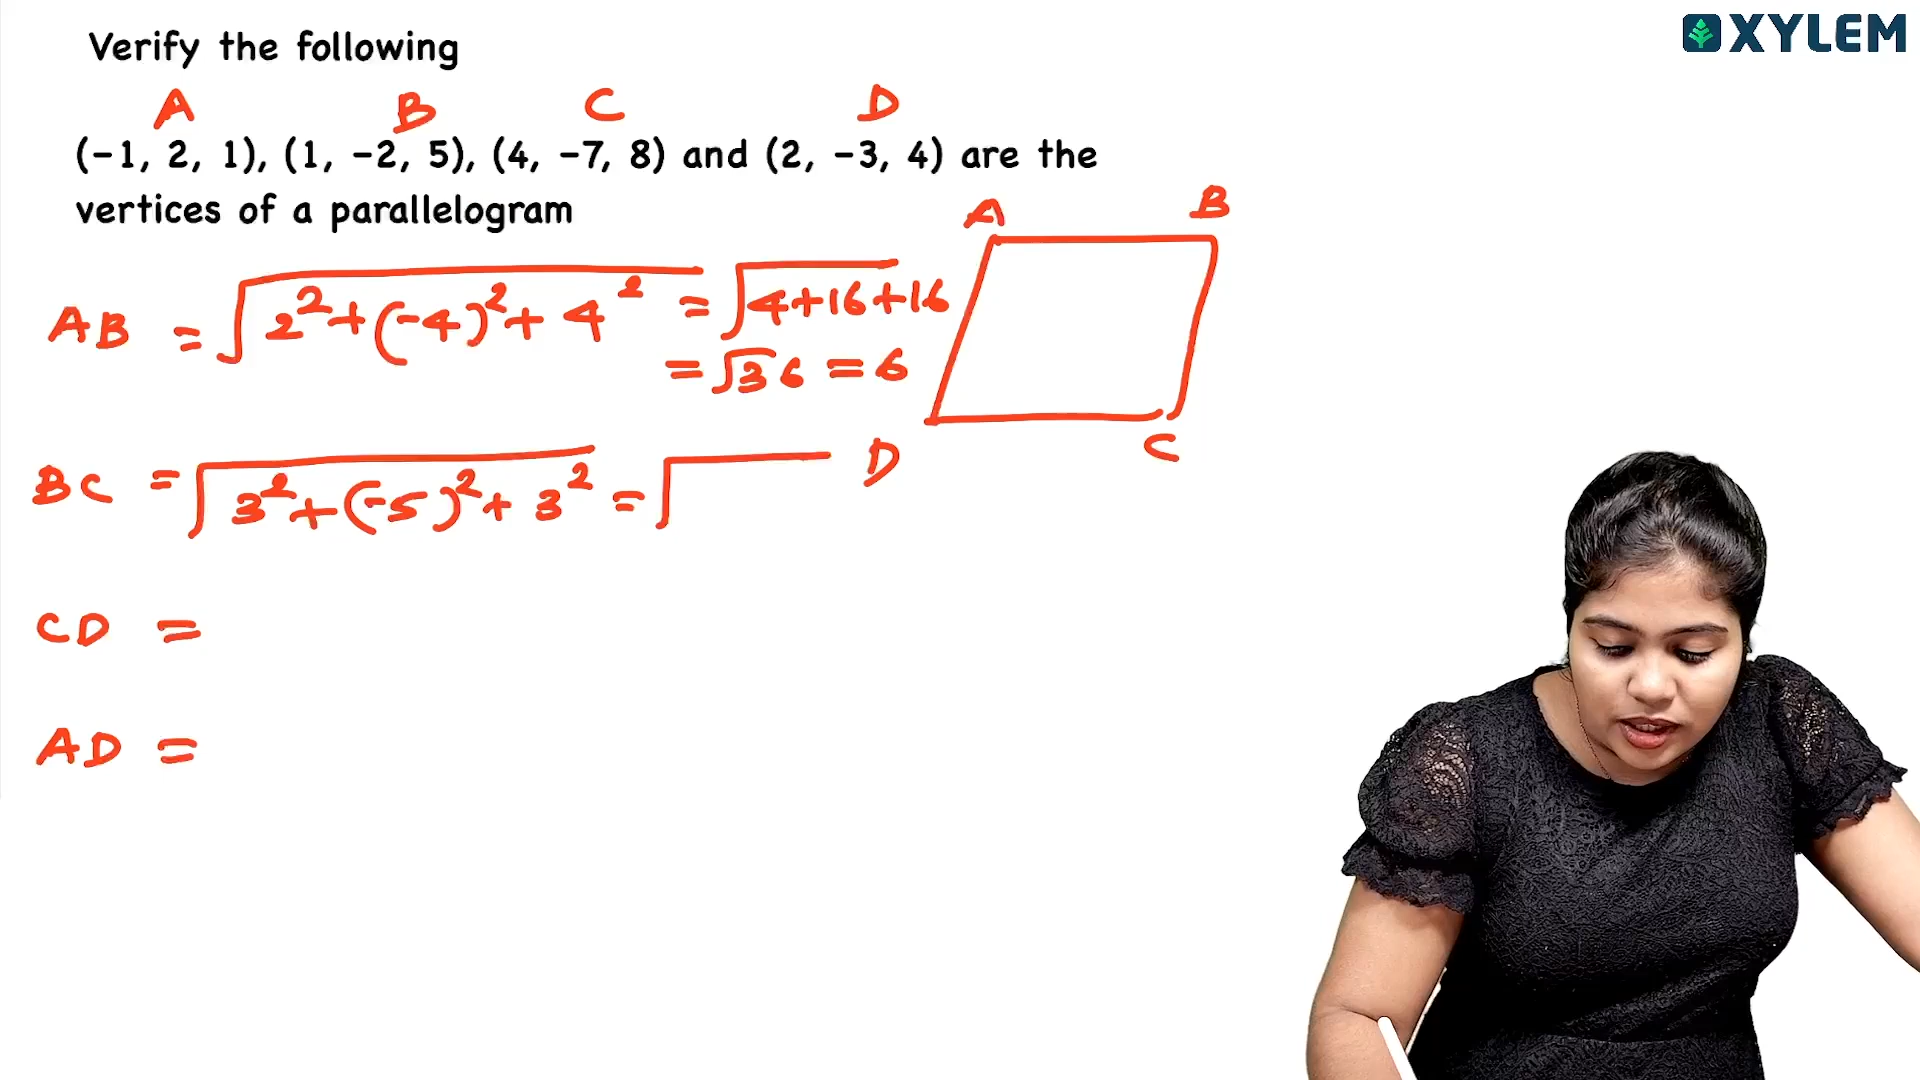 XYLEM
Verify the following
A B C D
(-1, 2, 1), (1, -2, 5), (4, -7, 8) and (2, -3, 4) are the
vertices of a parallelogram
A B
AB = √2² + (-4)² + 4² = √4+16+16
= √36 = 6
D C
BC = √3² + (-5)² + 3² = √
CD =
AD =